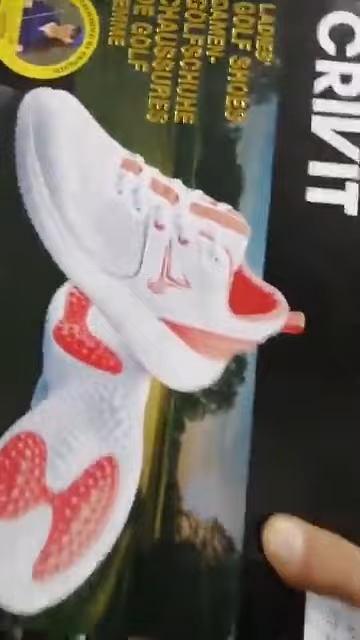 CRIVIT
LADIES'
GOLF SHOES
DAMEN-
GOLFSCHUHE
CHAUSSURES
DE GOLF
FEMME